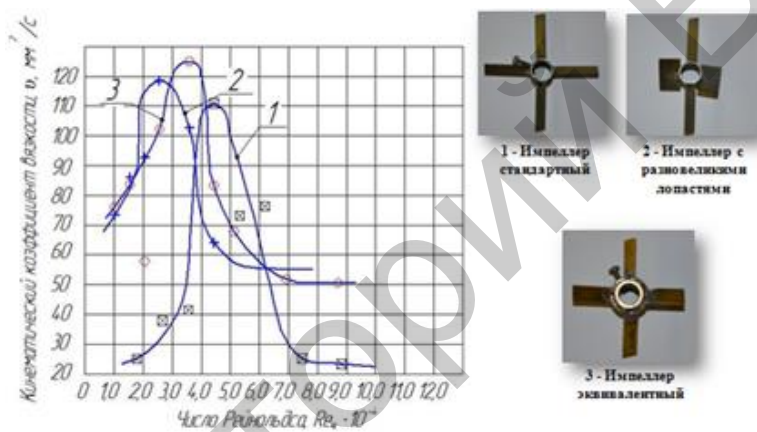 Кинематический коэффициент вязкости υ, мм²/с
120
110
100
90
80
70
60
50
40
30
20
3
2
1
0 1,0 2,0 3,0 4,0 5,0 6,0 7,0 8,0 9,0 10,0 11,0 12,0
Число Рейнольдса, Reц · 10⁻⁴
1 - Импеллер
стандартный
2 - Импеллер с
разновеликими
лопастями
3 - Импеллер
эквивалентный